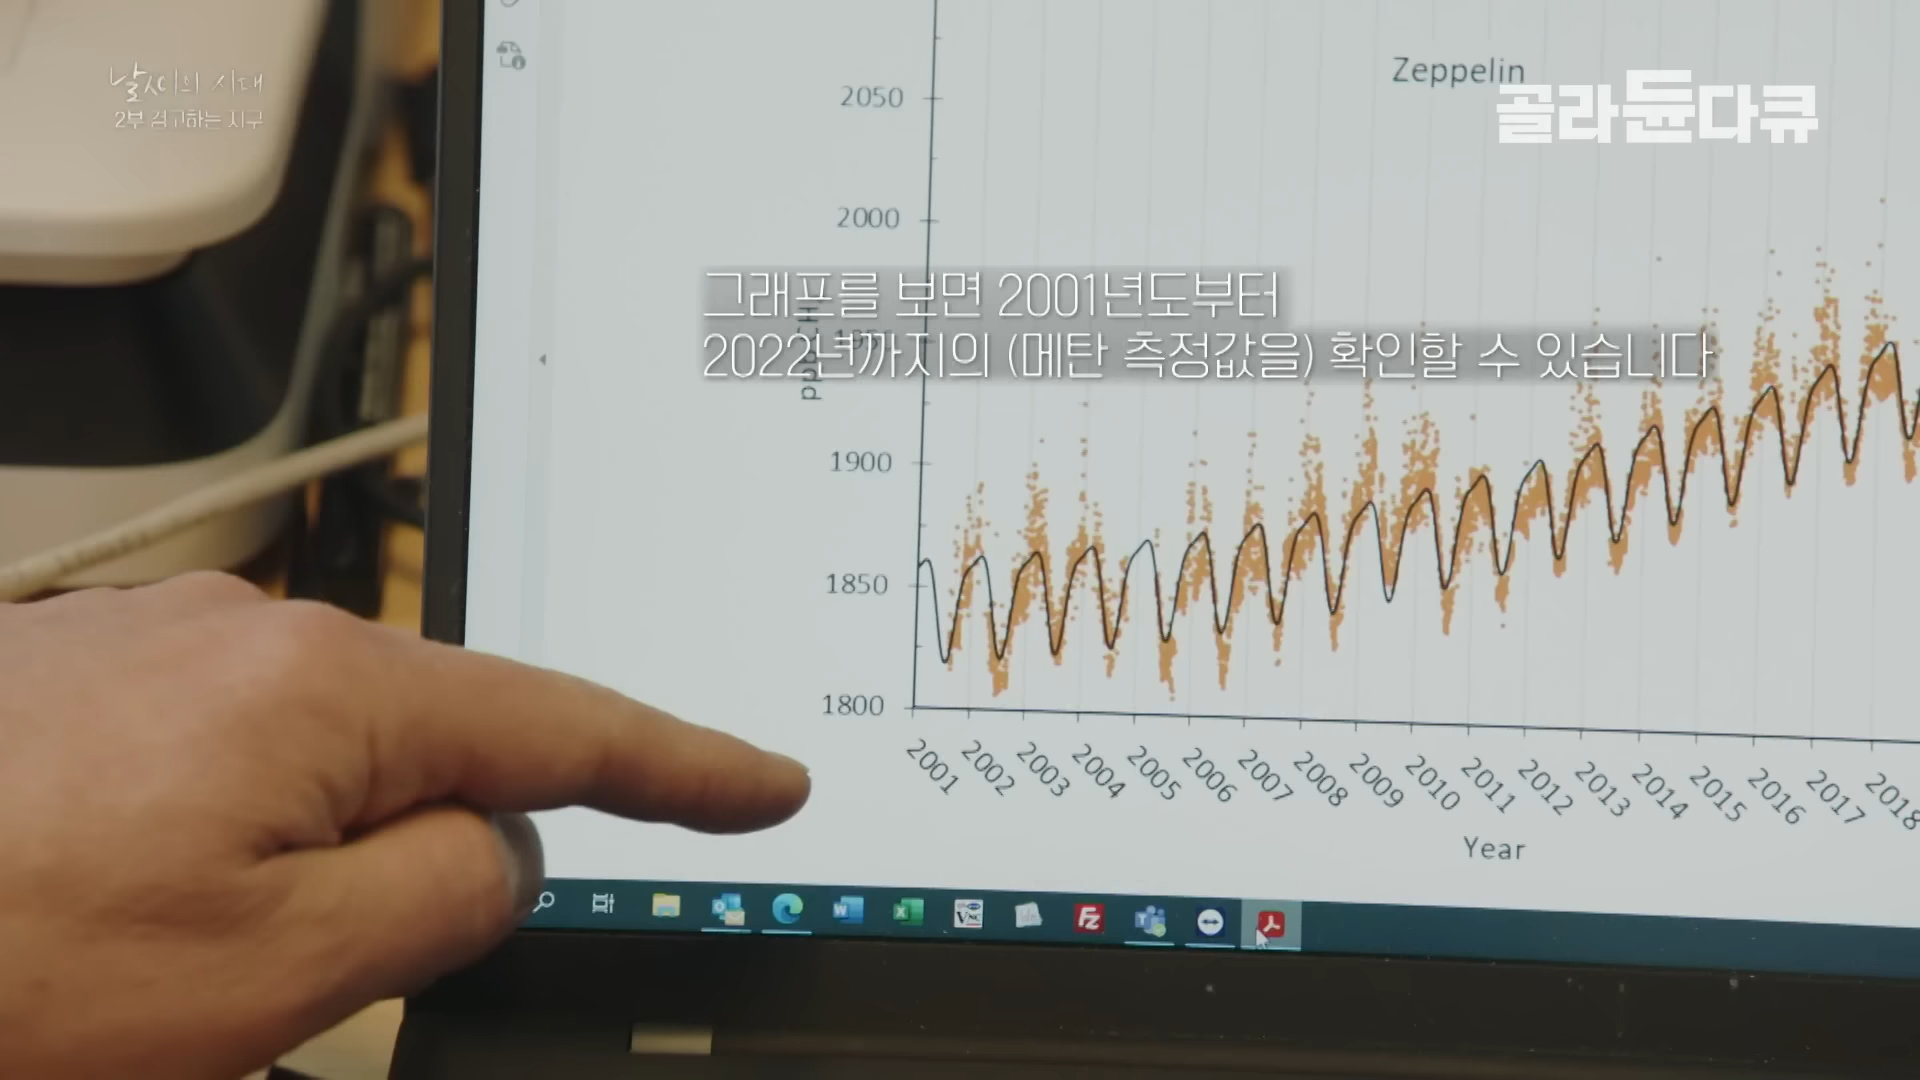 날씨의 시대
2부 경고하는 지구
골라듄다큐
Zeppelin
그래프를 보면 2001년도부터
2022년까지의 (메탄 측정값을) 확인할 수 있습니다
2050
2000
1950
1900
1850
1800
2001 2002 2003 2004 2005 2006 2007 2008 2009 2010 2011 2012 2013 2014 2015 2016 2017 2018
Year